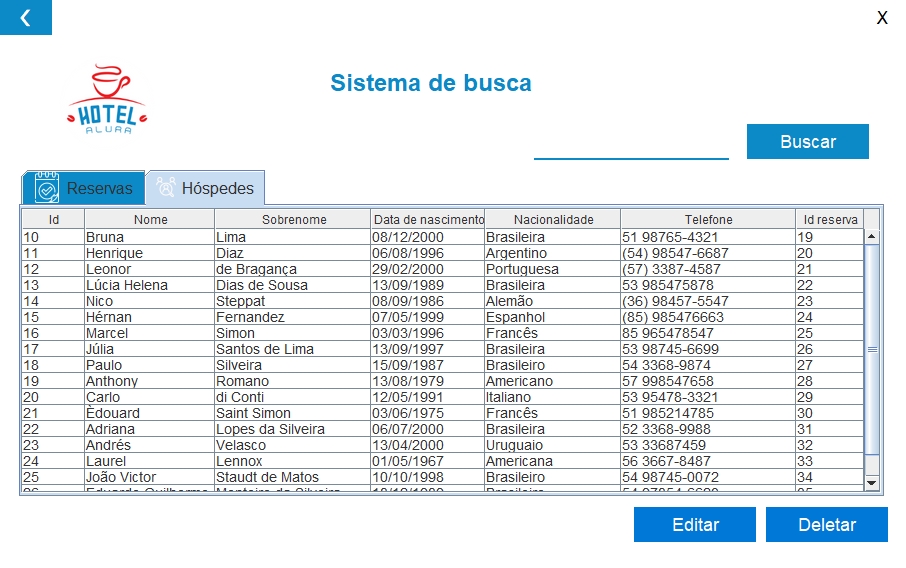 X
Sistema de busca
HOTEL
ALURA
Buscar
Reservas Hóspedes
Id Nome Sobrenome Data de nascimento Nacionalidade Telefone Id reserva
10 Bruna Lima 08/12/2000 Brasileira 51 98765-4321 19
11 Henrique Diaz 06/08/1996 Argentino (54) 98547-6687 20
12 Leonor de Bragança 29/02/2000 Portuguesa (57) 3387-4587 21
13 Lúcia Helena Dias de Sousa 13/09/1989 Brasileira 53 985475878 22
14 Nico Steppat 08/09/1986 Alemão (36) 98457-5547 23
15 Hérnan Fernandez 07/05/1999 Espanhol (85) 985476663 24
16 Marcel Simon 03/03/1996 Francês 85 965478547 25
17 Júlia Santos de Lima 13/09/1997 Brasileira 53 98745-6699 26
18 Paulo Silveira 15/09/1987 Brasileiro 54 3368-9874 27
19 Anthony Romano 13/08/1979 Americano 57 998547658 28
20 Carlo di Conti 12/05/1991 Italiano 53 95478-3321 29
21 Èdouard Saint Simon 03/06/1975 Francês 51 985214785 30
22 Adriana Lopes da Silveira 06/07/2000 Brasileira 52 3368-9988 31
23 Andrés Velasco 13/04/2000 Uruguaio 53 33687459 32
24 Laurel Lennox 01/05/1967 Americana 56 3667-8487 33
25 João Victor Staudt de Matos 10/10/1998 Brasileiro 54 98745-0072 34
Editar Deletar